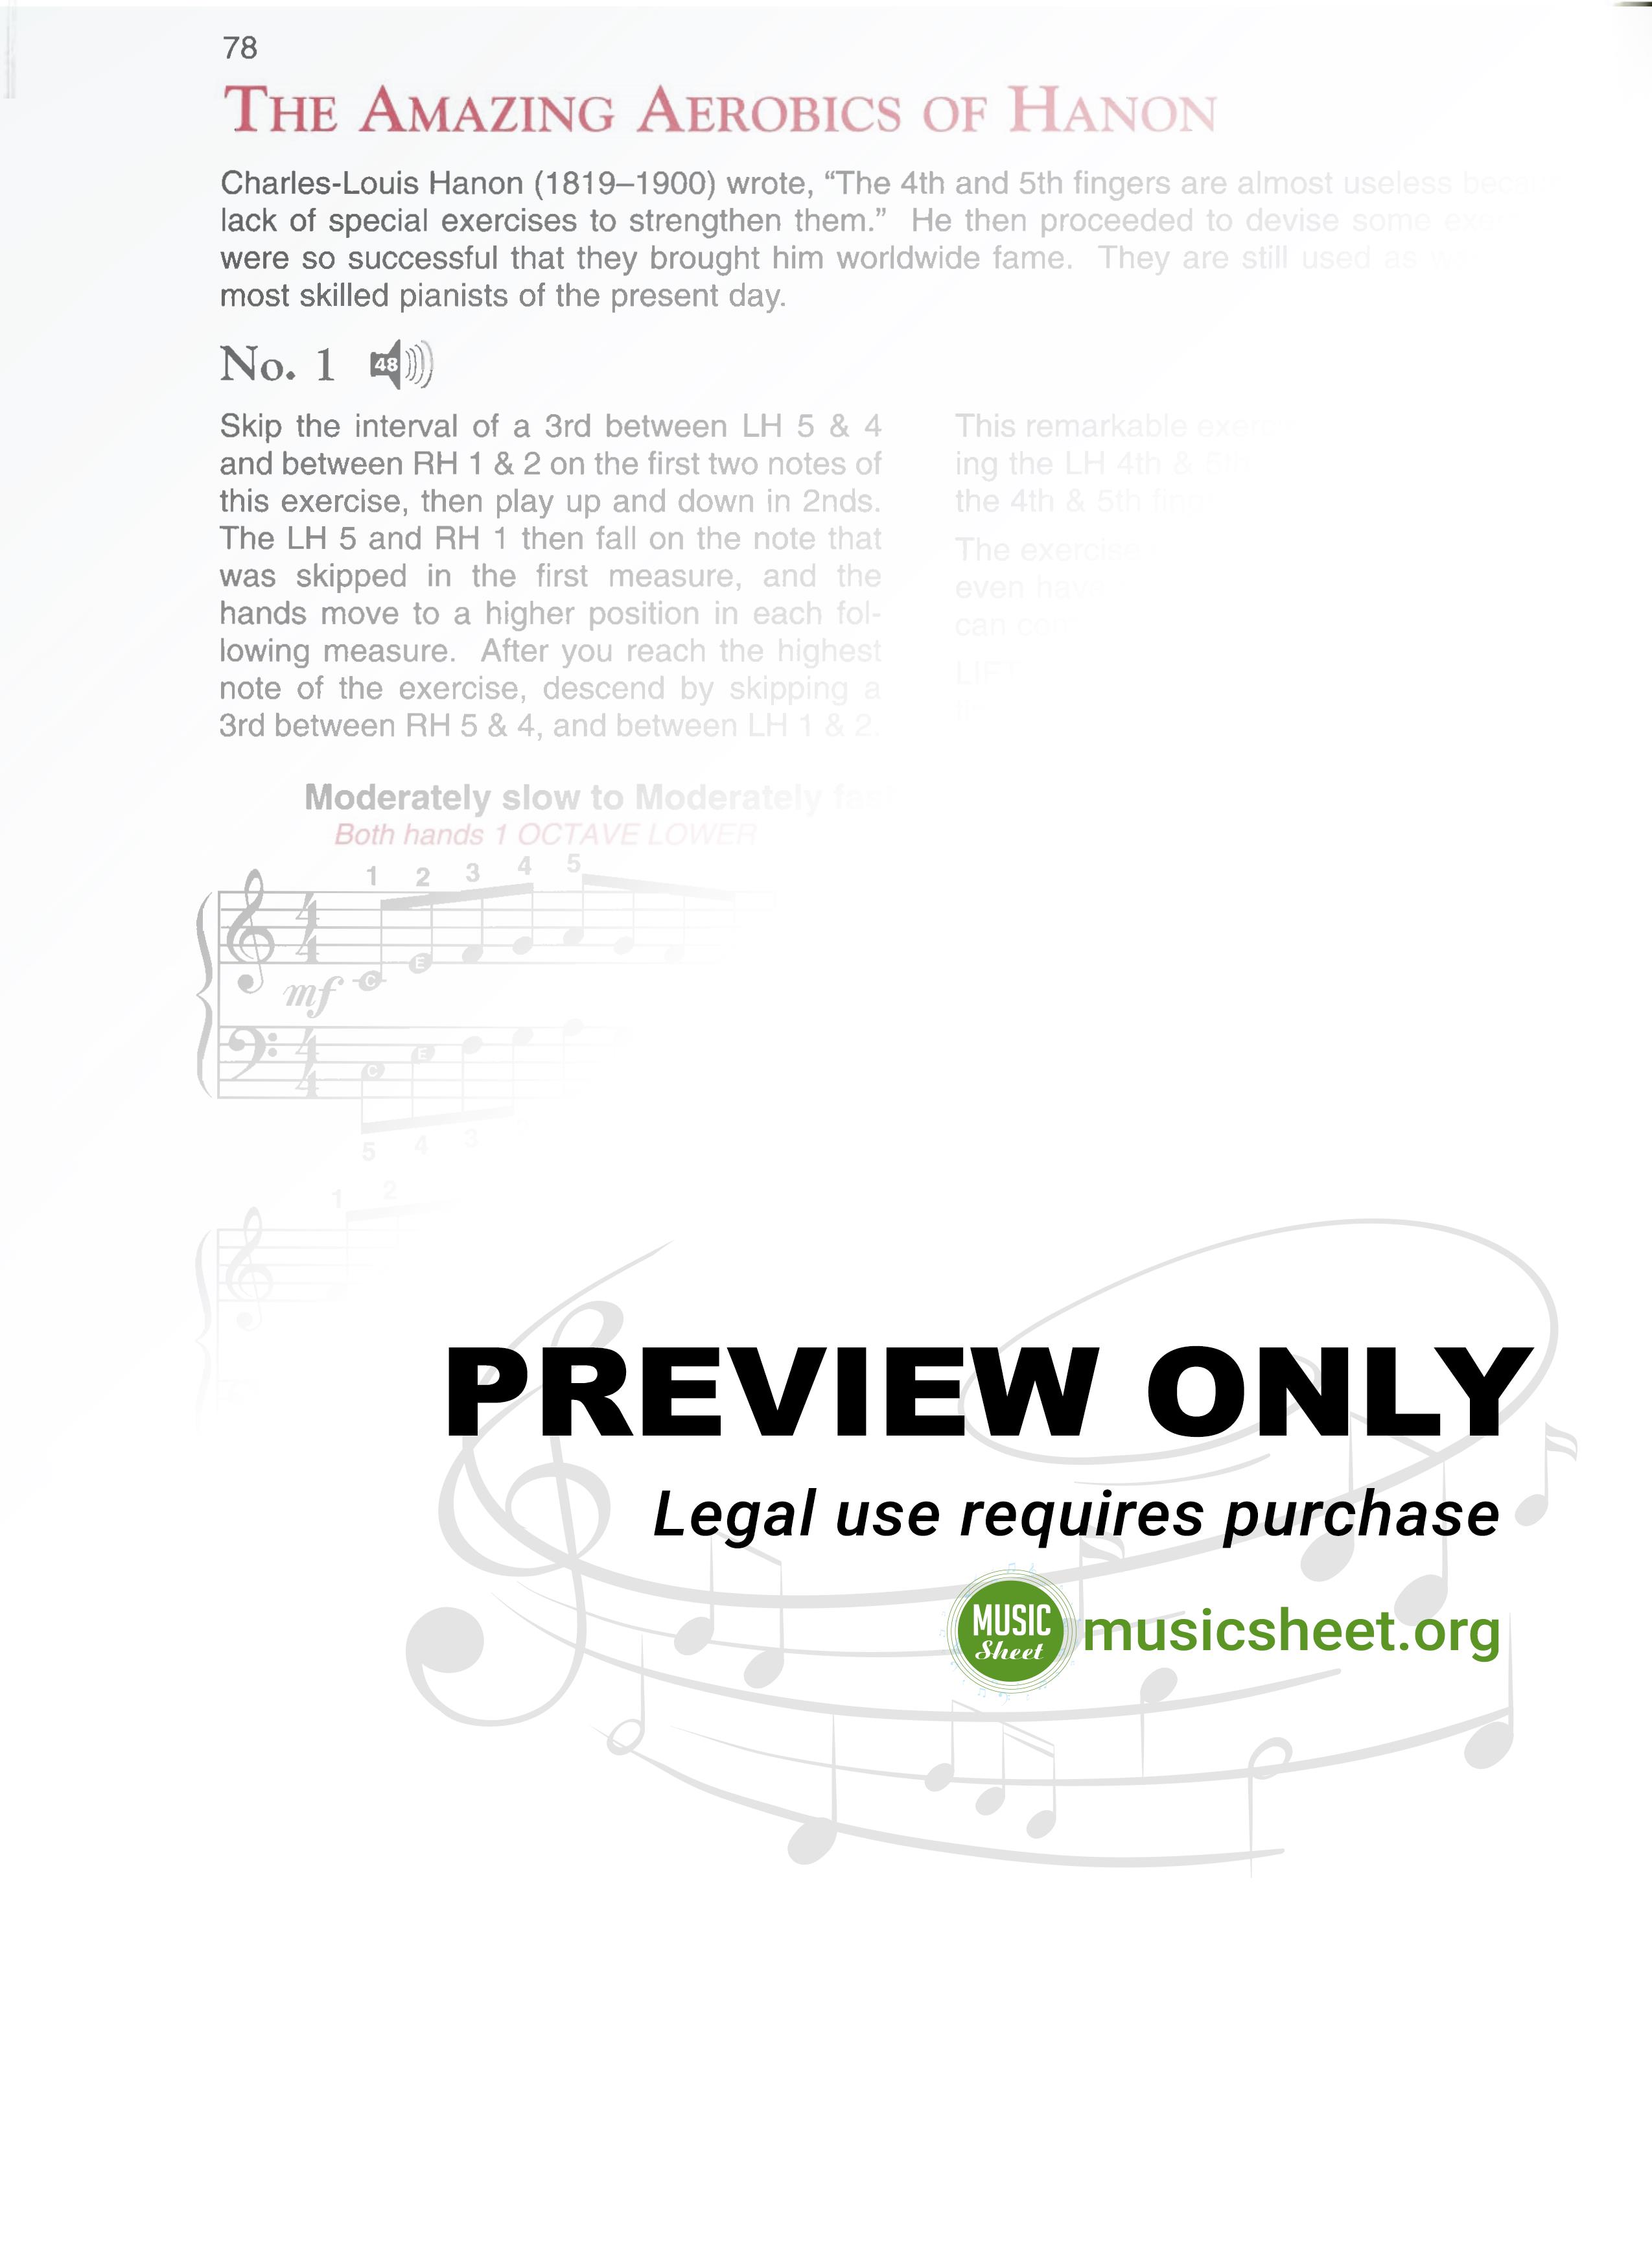 78
THE AMAZING AEROBICS OF HANON
Charles-Louis Hanon (1819–1900) wrote, “The 4th and 5th fingers are almost useless
lack of special exercises to strengthen them.” He then proceeded to devise some
were so successful that they brought him worldwide fame. They are still used as
most skilled pianists of the present day.
No. 1 48
Skip the interval of a 3rd between LH 5 & 4
and between RH 1 & 2 on the first two notes of
this exercise, then play up and down in 2nds.
The LH 5 and RH 1 then fall on the note that
was skipped in the first measure, and the
hands move to a higher position in each fol-
lowing measure. After you reach the highest
note of the exercise, descend by skipping a
3rd between RH 5 & 4, and between LH 1 & 2.
This remarkable
ing the LH 4th & 5th
the 4th & 5th
The exercise
even have
can
LIFT
Moderately slow to Moderately
Both hands 1 OCTAVE LOWER
1 2 3 4 5
4
4
C E
mf
4
4
C E
5 4 3
1 2
PREVIEW ONLY
Legal use requires purchase
MUSIC
Sheet
musicsheet.org